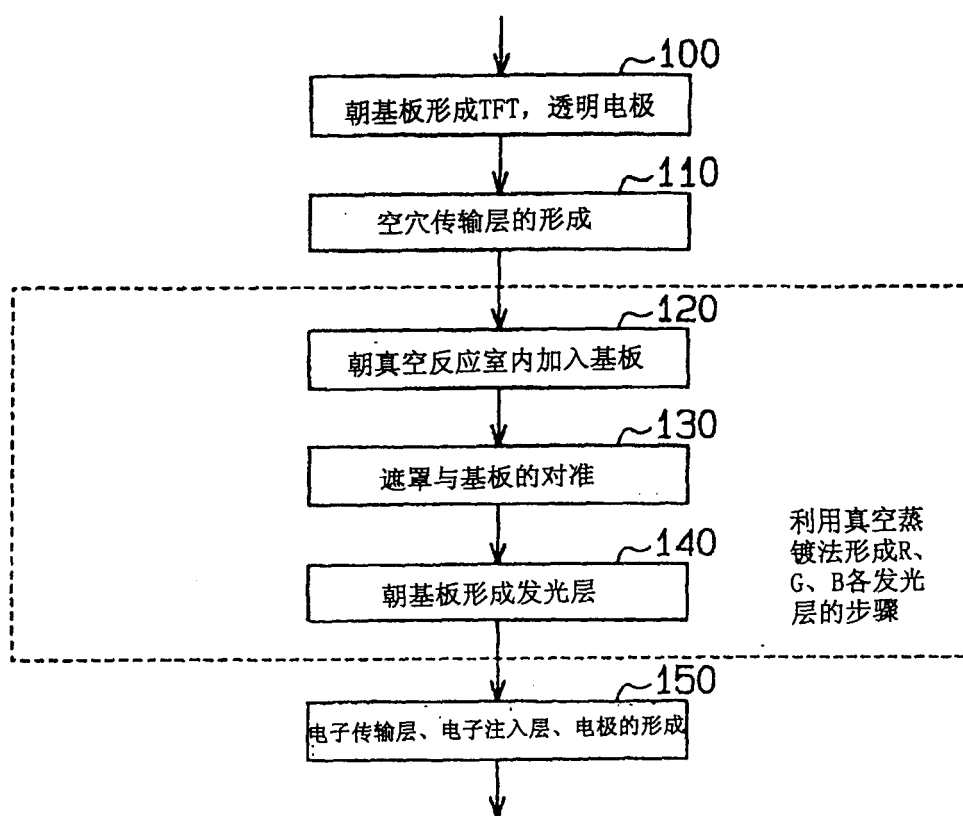 100
朝基板形成TFT，透明电极
110
空穴传输层的形成
120
朝真空反应室内加入基板
130
遮罩与基板的对准
140
朝基板形成发光层
利用真空蒸
镀法形成R、
G、B各发光
层的步骤
150
电子传输层、电子注入层、电极的形成